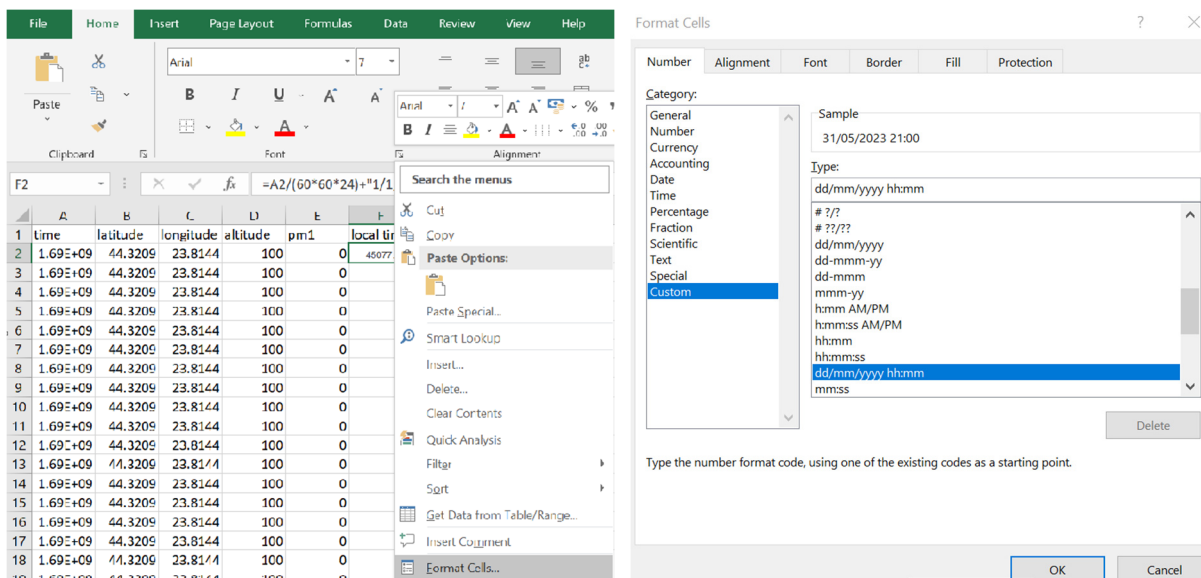 File Home Insert Page Layout Formulas Data Review View Help
Arial 7
Paste
B I U A A
Clipboard Font Alignment
Arial A A %
B I A
F2 fx =A2/(60*60*24)+"1/1
A B C D E F
1 time latitude longitude altitude pm1 local tir
2 1.69E+09 44.3209 23.8144 100 0 45077
3 1.69E+09 44.3209 23.8144 100 0
4 1.69E+09 44.3209 23.8144 100 0
5 1.69E+09 44.3209 23.8144 100 0
6 1.69E+09 44.3209 23.8144 100 0
7 1.69E+09 44.3209 23.8144 100 0
8 1.69E+09 44.3209 23.8144 100 0
9 1.69E+09 44.3209 23.8144 100 0
10 1.69E+09 44.3209 23.8144 100 0
11 1.69E+09 44.3209 23.8144 100 0
12 1.69E+09 44.3209 23.8144 100 0
13 1.69E+09 44.3209 23.8144 100 0
14 1.69E+09 44.3209 23.8144 100 0
15 1.69E+09 44.3209 23.8144 100 0
16 1.69E+09 44.3209 23.8144 100 0
17 1.69E+09 44.3209 23.8144 100 0
18 1.69E+09 44.3209 23.8144 100 0
Search the menus
Cut
Copy
Paste Options:
Paste Special...
Smart Lookup
Insert...
Delete...
Clear Contents
Quick Analysis
Filter
Sort
Get Data from Table/Range...
Insert Comment
Format Cells...
Format Cells ?
Number Alignment Font Border Fill Protection
Category:
General
Number
Currency
Accounting
Date
Time
Percentage
Fraction
Scientific
Text
Special
Custom
Sample
31/05/2023 21:00
Type:
dd/mm/yyyy hh:mm
# ?/?
# ??/??
dd/mm/yyyy
dd-mmm-yy
dd-mmm
mmm-yy
h:mm AM/PM
h:mm:ss AM/PM
hh:mm
hh:mm:ss
dd/mm/yyyy hh:mm
mm:ss
Delete
Type the number format code, using one of the existing codes as a starting point.
OK Cancel